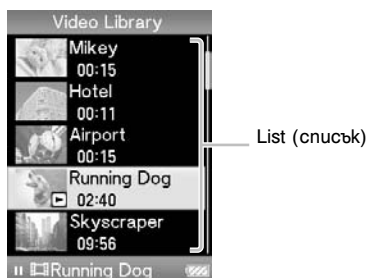 Video Library
Mikey
00:15
Hotel
00:11
Airport
00:15
Running Dog
02:40
Skyscraper
09:56
Running Dog
List (списък)